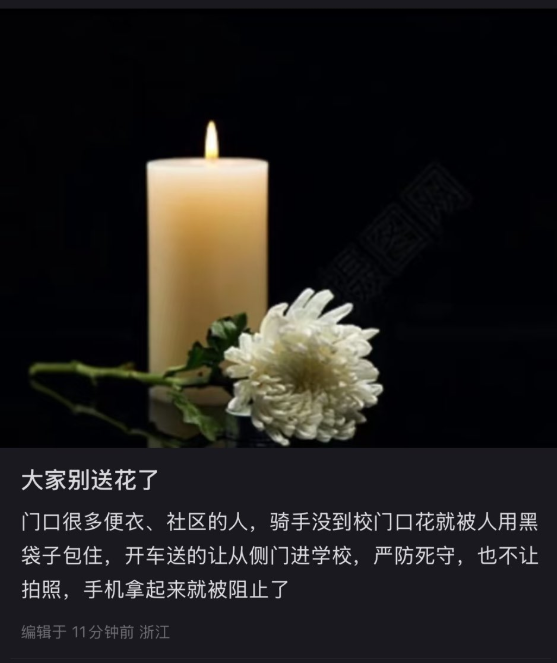 大家别送花了
门口很多便衣、社区的人，骑手没到校门口花就被人用黑
袋子包住，开车送的让从侧门进学校，严防死守，也不让
拍照，手机拿起来就被阻止了
编辑于 11分钟前 浙江